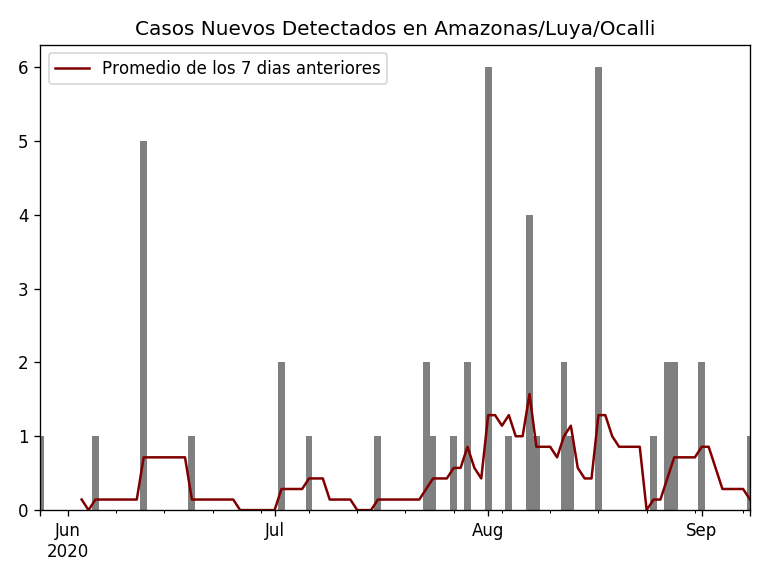 Casos Nuevos Detectados en Amazonas/Luya/Ocalli
Promedio de los 7 dias anteriores
6
5
4
3
2
1
0
Jun Jul Aug Sep
2020